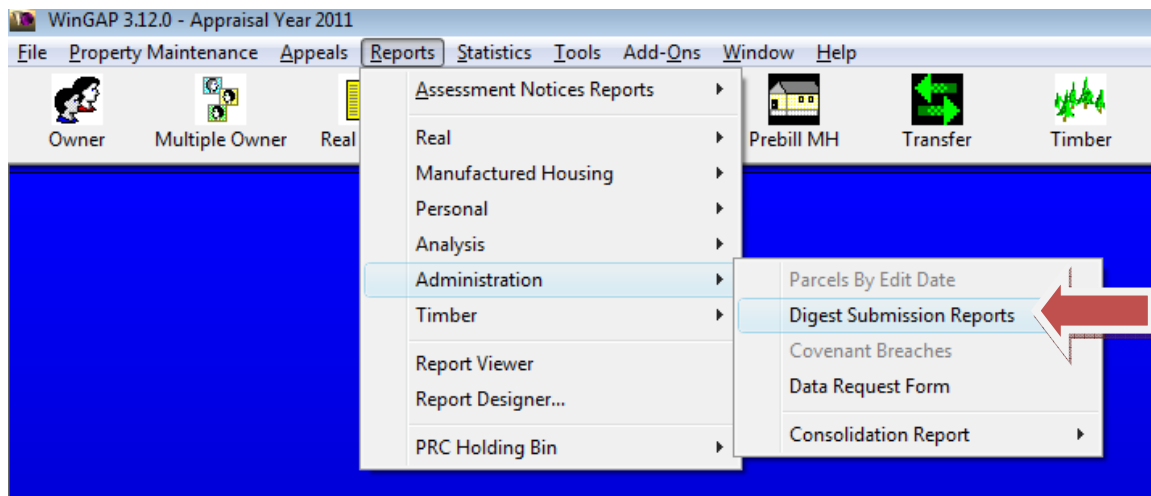 WinGAP 3.12.0 - Appraisal Year 2011
File Property Maintenance Appeals Reports Statistics Tools Add-Ons Window Help
Owner Multiple Owner Real Prebill MH Transfer Timber
Assessment Notices Reports
Real
Manufactured Housing
Personal
Analysis
Administration
Timber
Report Viewer
Report Designer...
PRC Holding Bin
Parcels By Edit Date
Digest Submission Reports
Covenant Breaches
Data Request Form
Consolidation Report